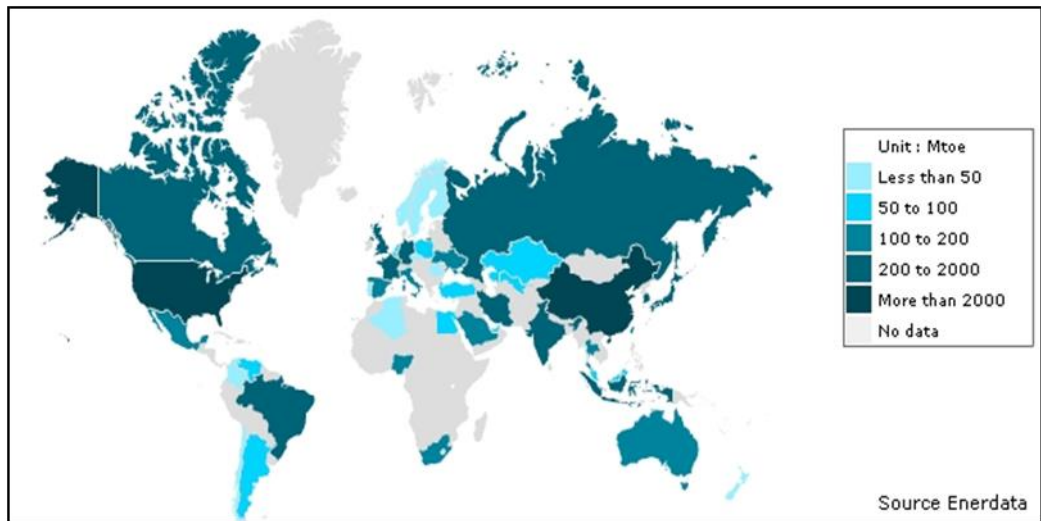 Unit : Mtoe
Less than 50
50 to 100
100 to 200
200 to 2000
More than 2000
No data
Source Enerdata